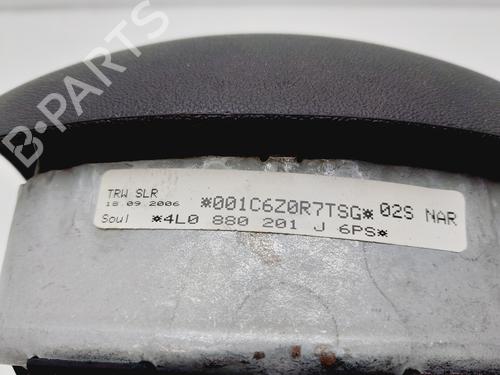 B-PARTS
TRW SLR *001C6Z0R7TSG* 02S NAR
18.09.2006
Soul *4L0 880 201 J 6PS*